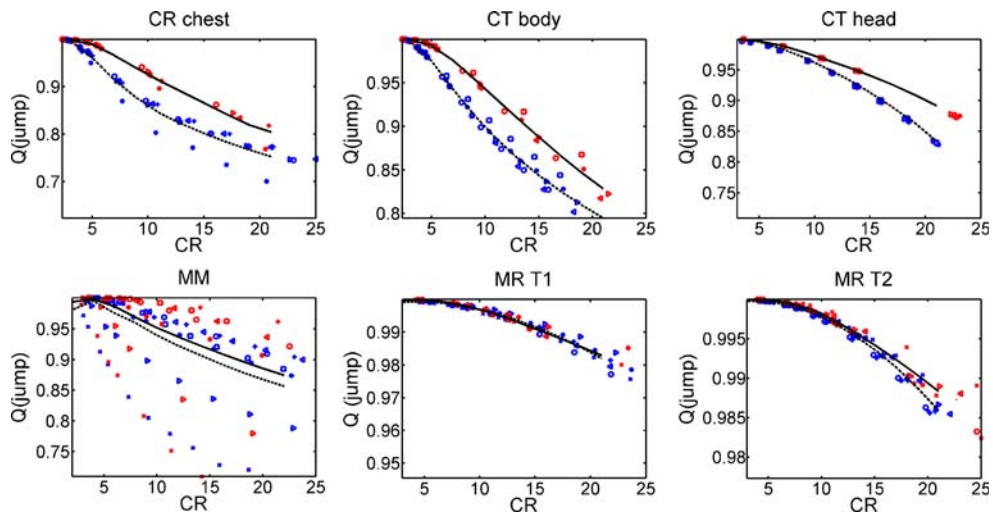 CR chest
CT body
CT head
Q(jump)
0.9
0.8
0.7
5 10 15 20 25
CR
Q(jump)
0.95
0.9
0.85
0.8
5 10 15 20 25
CR
Q(jump)
0.95
0.9
0.85
0.8
0.75
5 10 15 20 25
CR
MM
MR T1
MR T2
Q(jump)
0.95
0.9
0.85
0.8
0.75
5 10 15 20 25
CR
Q(jump)
0.99
0.98
0.97
0.96
0.95
5 10 15 20 25
CR
Q(jump)
0.995
0.99
0.985
0.98
5 10 15 20 25
CR